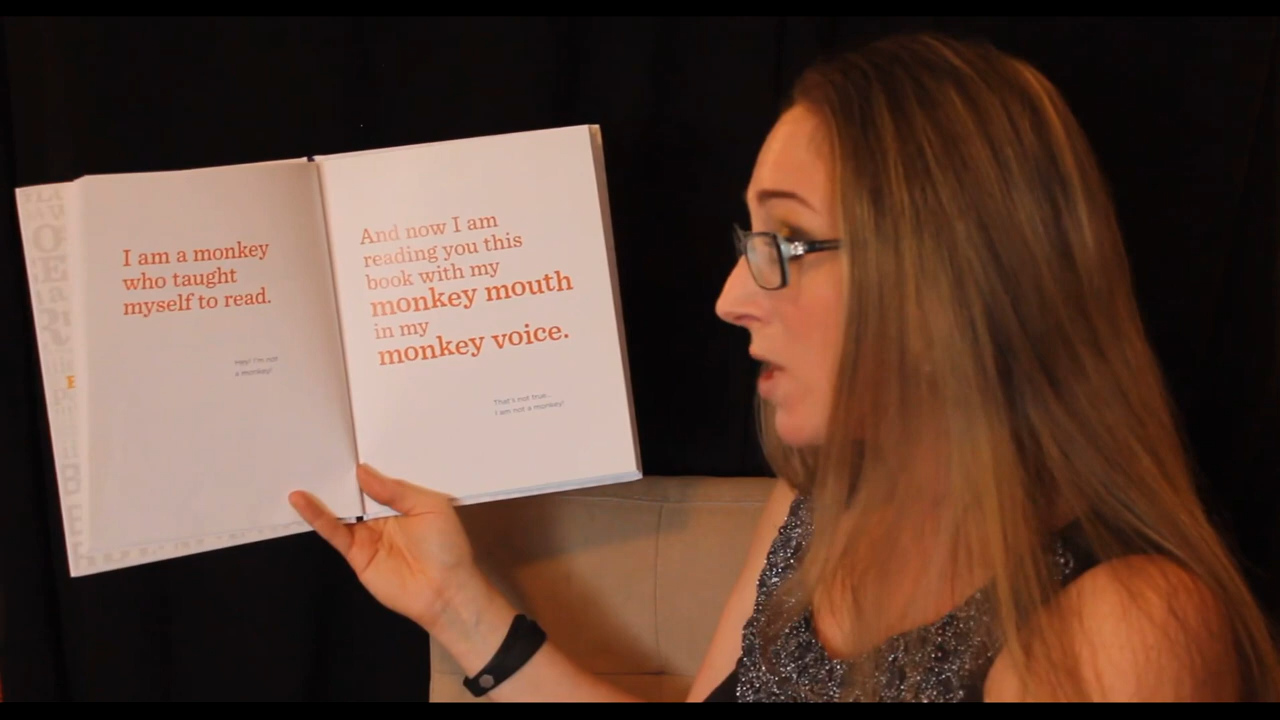 I am a monkey
who taught
myself to read.
Hey! I'm not
a monkey!
And now I am
reading you this
book with my
monkey mouth
in my
monkey voice.
That's not true...
I am not a monkey!